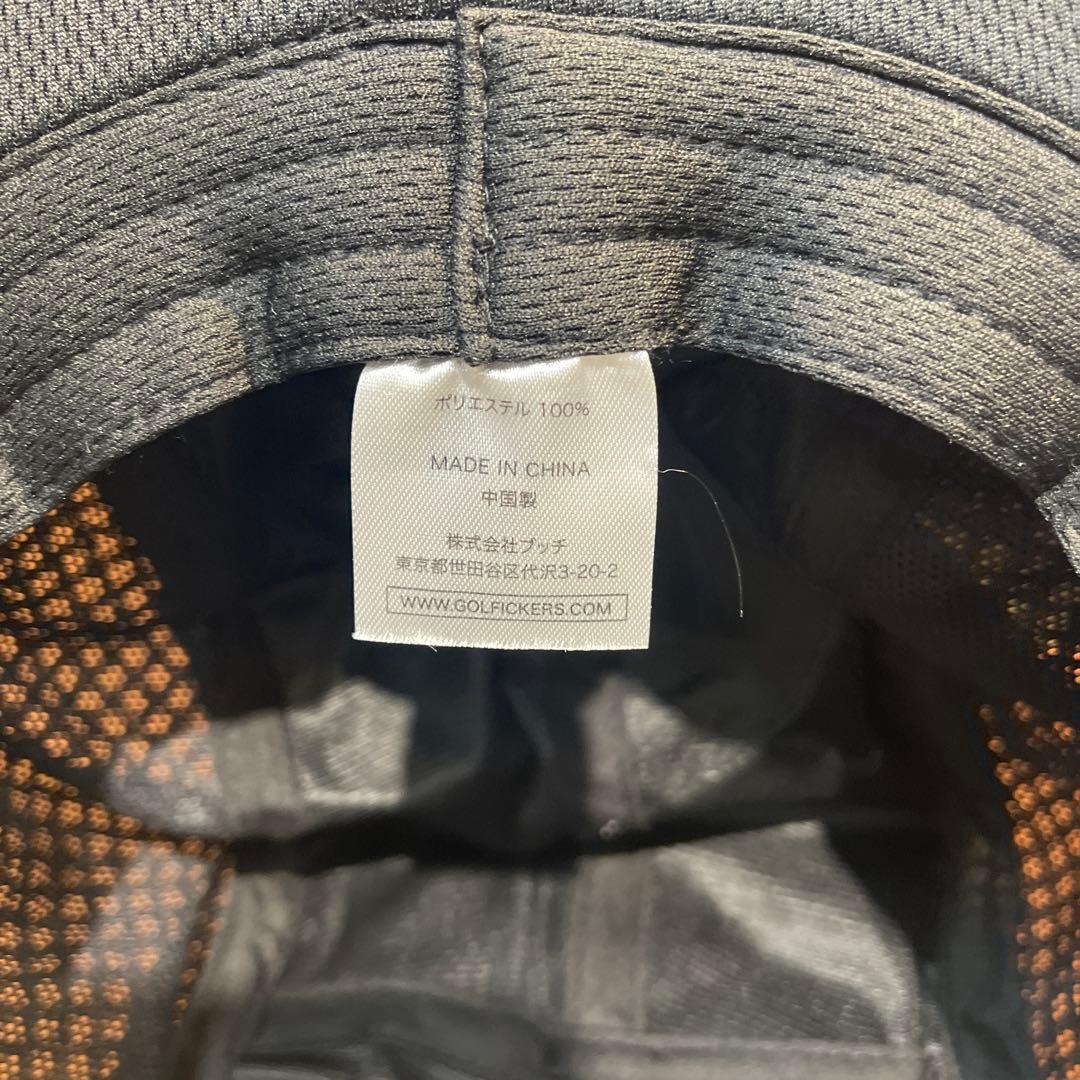 ポリエステル 100%
MADE IN CHINA
中国製
株式会社ブッチ
東京都世田谷区代沢3-20-2
WWW.GOLFICKERS.COM